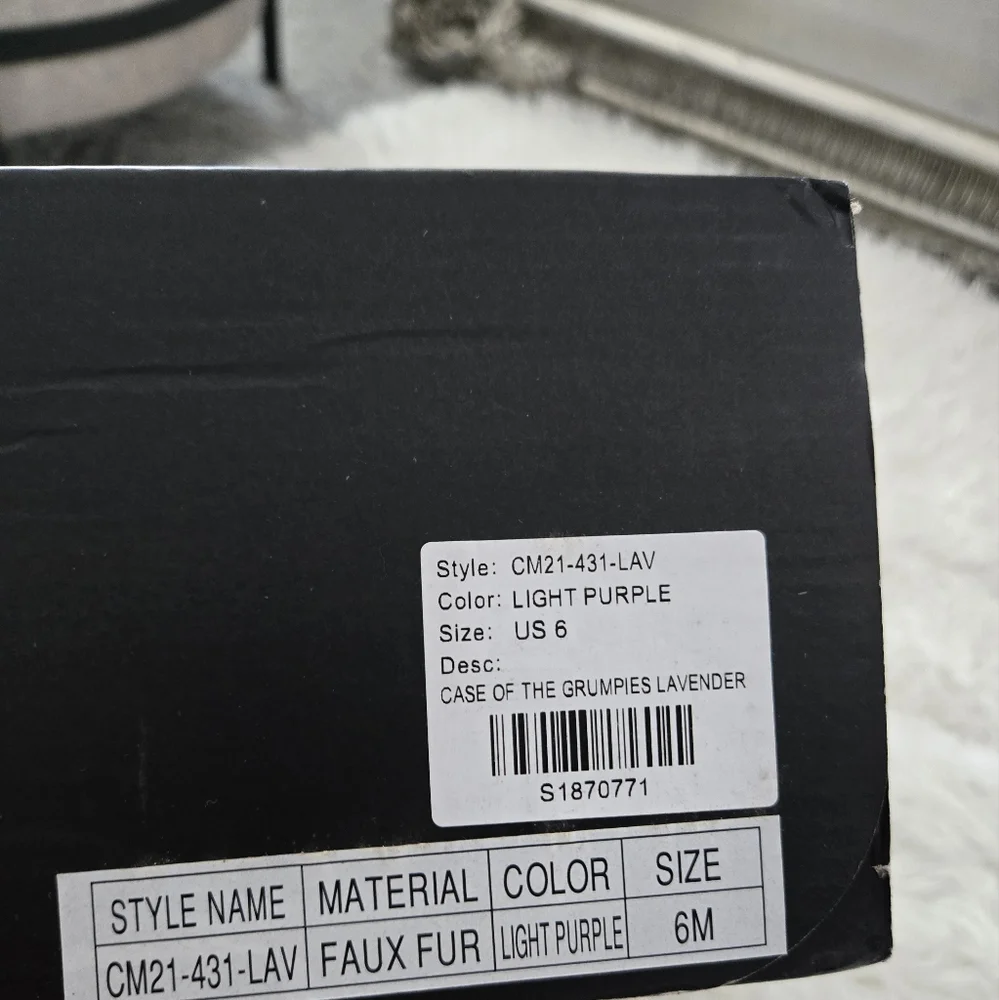 Style: CM21-431-LAV
Color: LIGHT PURPLE
Size: US 6
Desc:
CASE OF THE GRUMPIES LAVENDER
S1870771
STYLE NAME MATERIAL COLOR SIZE
CM21-431-LAV FAUX FUR LIGHT PURPLE 6M